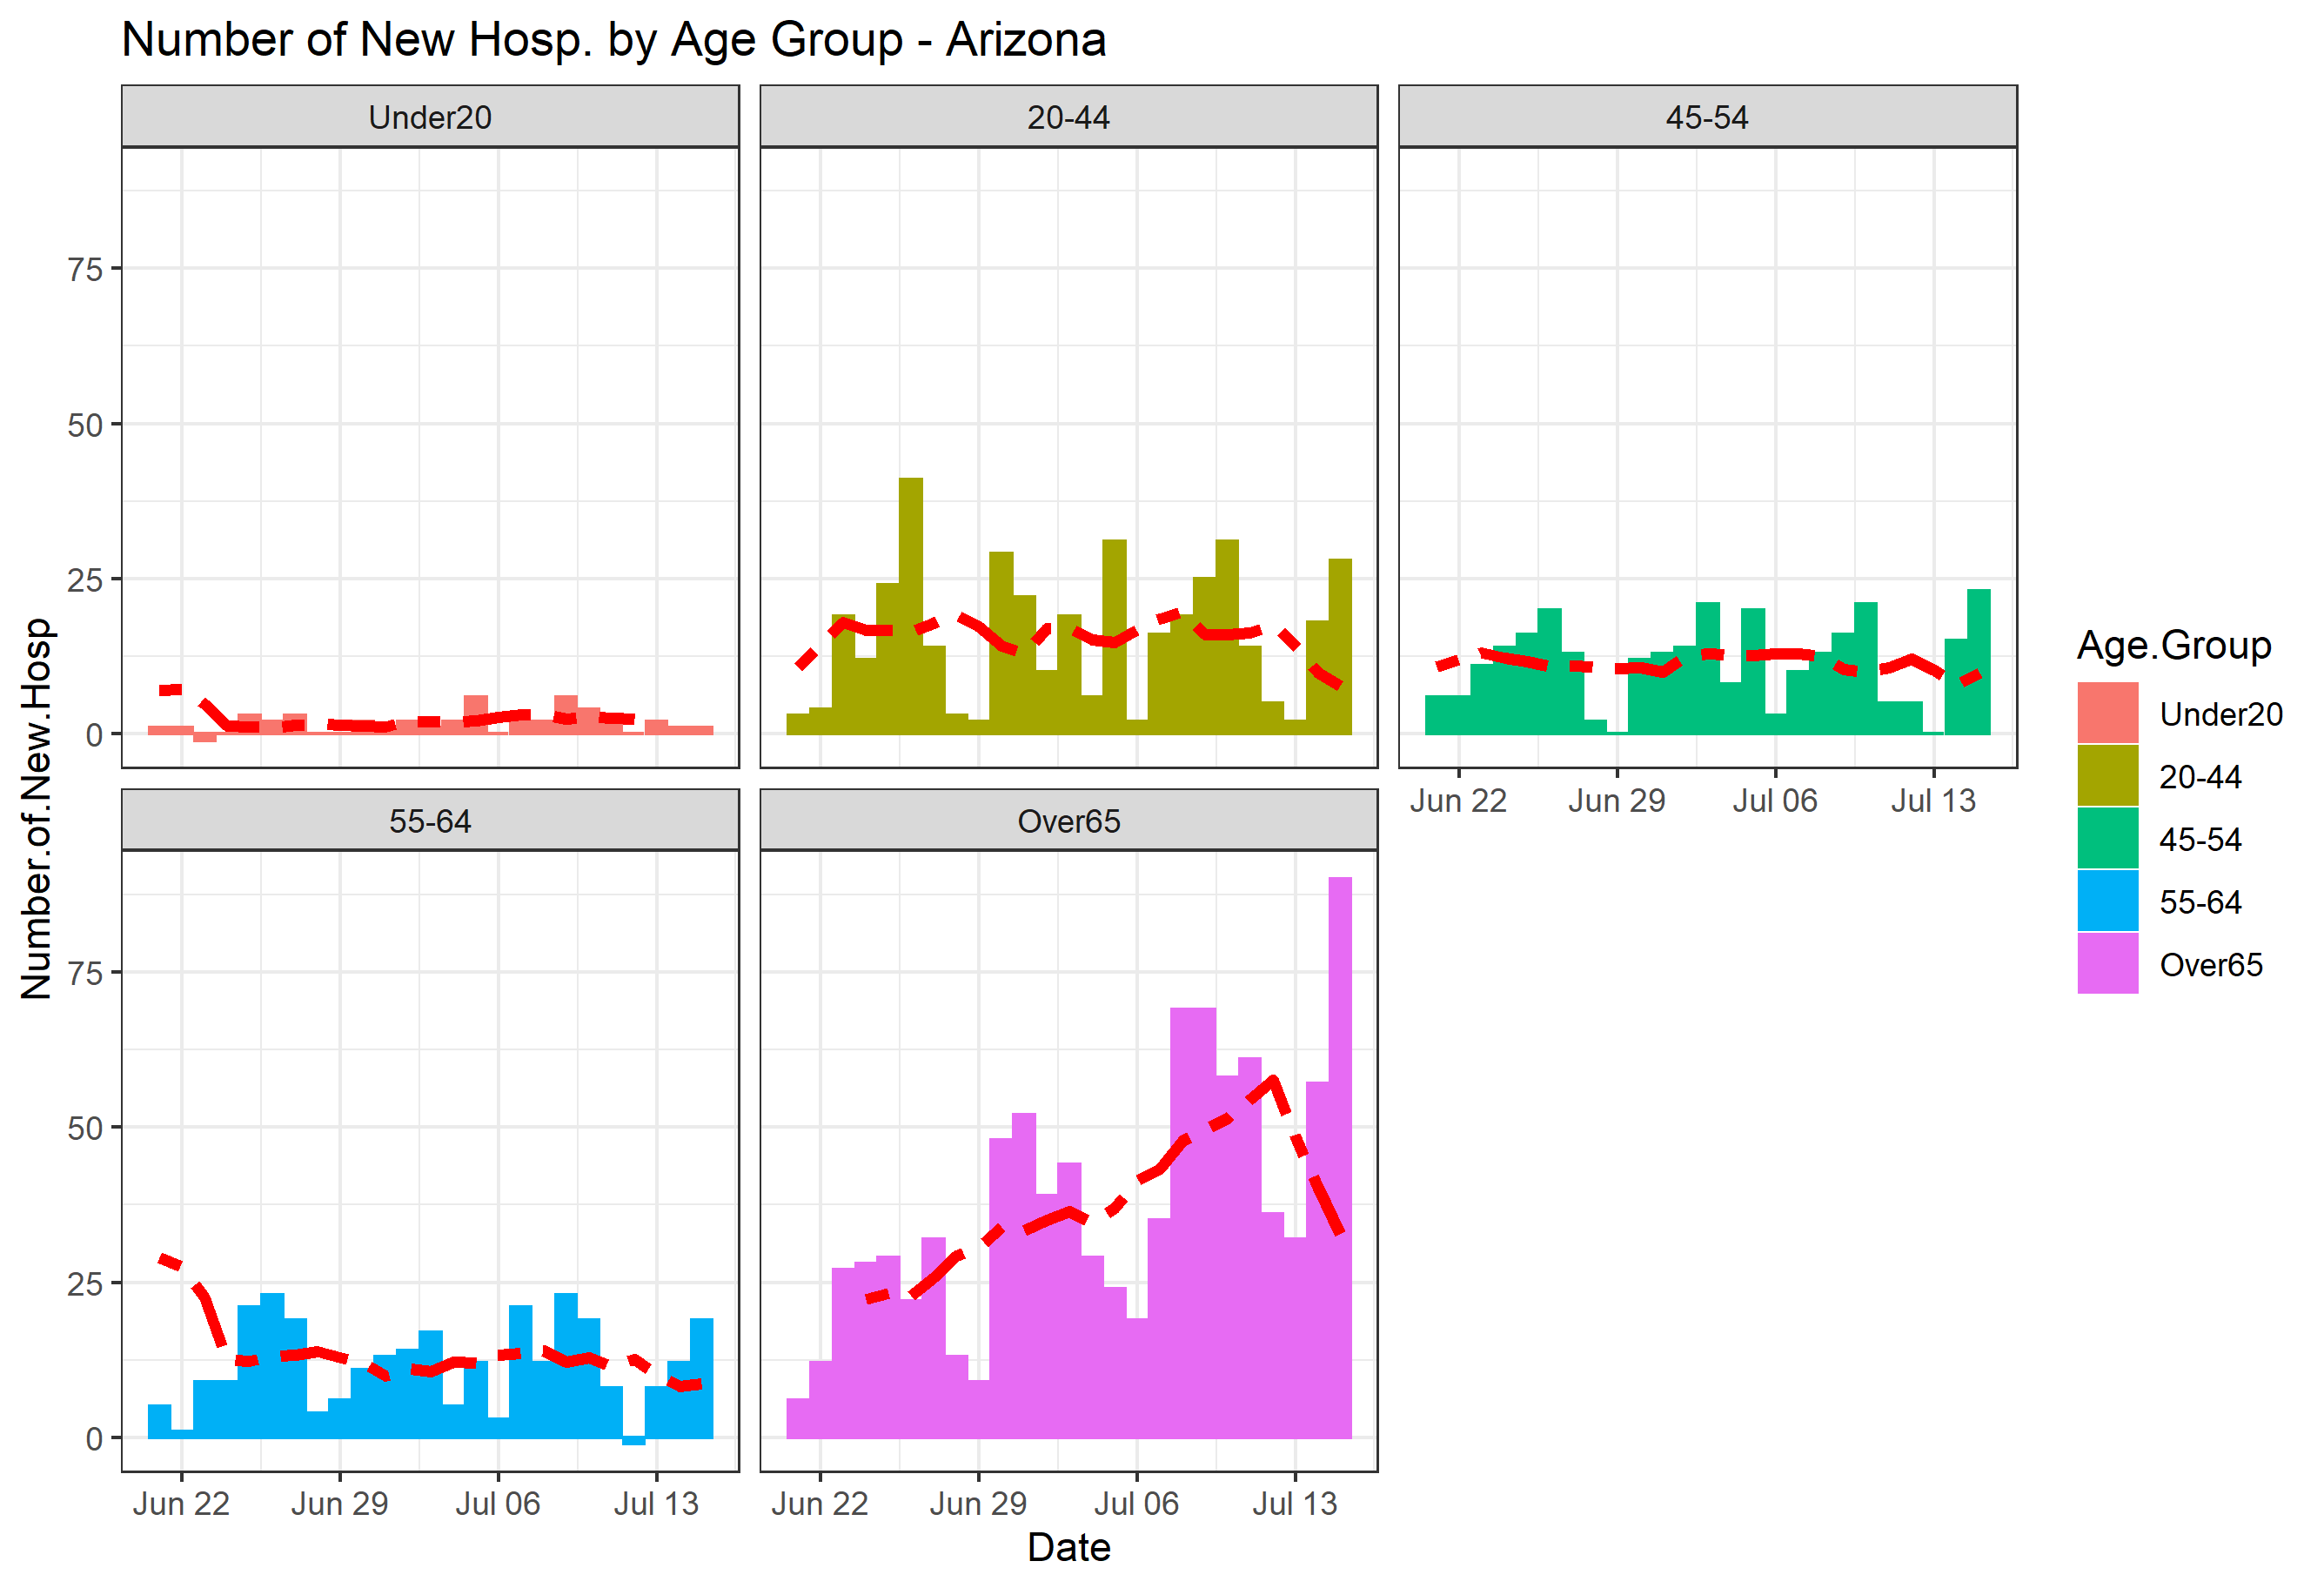 Number of New Hosp. by Age Group - Arizona
Under20
20-44
45-54
75
50
25
0
Jun 22
Jun 29
Jul 06
Jul 13
55-64
Over65
75
50
25
0
Jun 22
Jun 29
Jul 06
Jul 13
Jun 22
Jun 29
Jul 06
Jul 13
Date
Number.of.New.Hosp
Age.Group
Under20
20-44
45-54
55-64
Over65